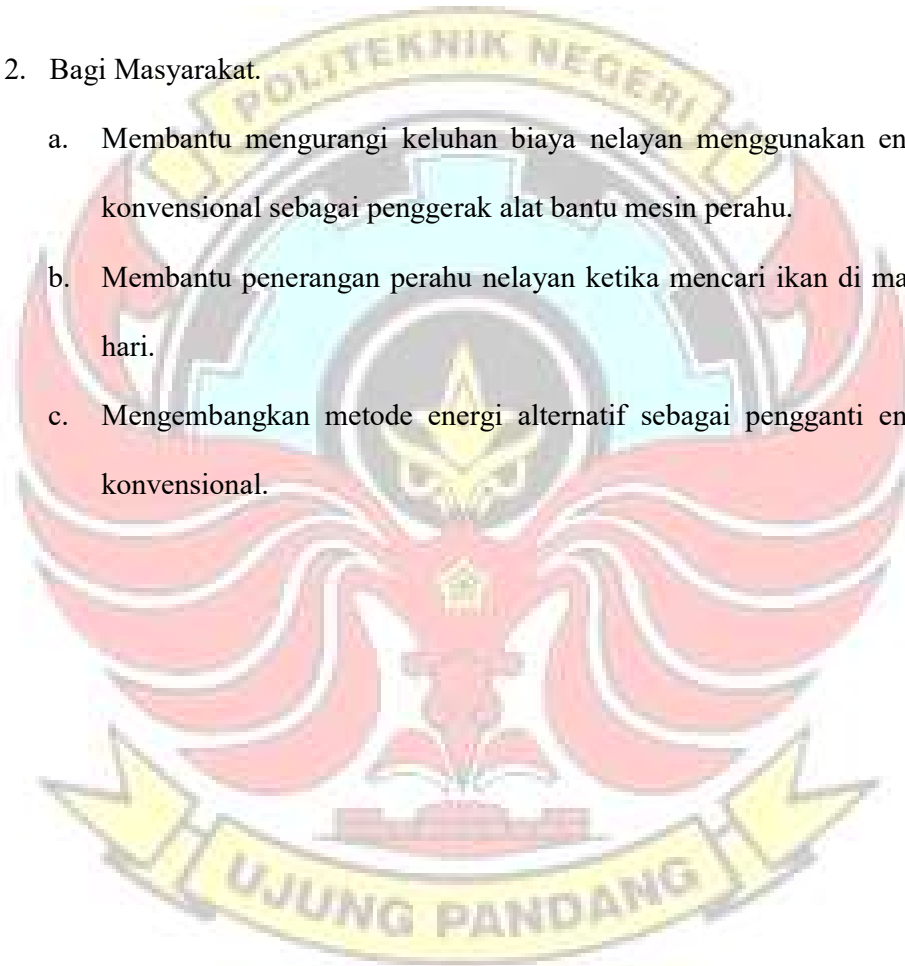 POLITEKNIK NEGERI
2. Bagi Masyarakat.
a. Membantu mengurangi keluhan biaya nelayan menggunakan en
konvensional sebagai penggerak alat bantu mesin perahu.
b. Membantu penerangan perahu nelayan ketika mencari ikan di ma
hari.
c. Mengembangkan metode energi alternatif sebagai pengganti en
konvensional.
UJUNG PANDANG